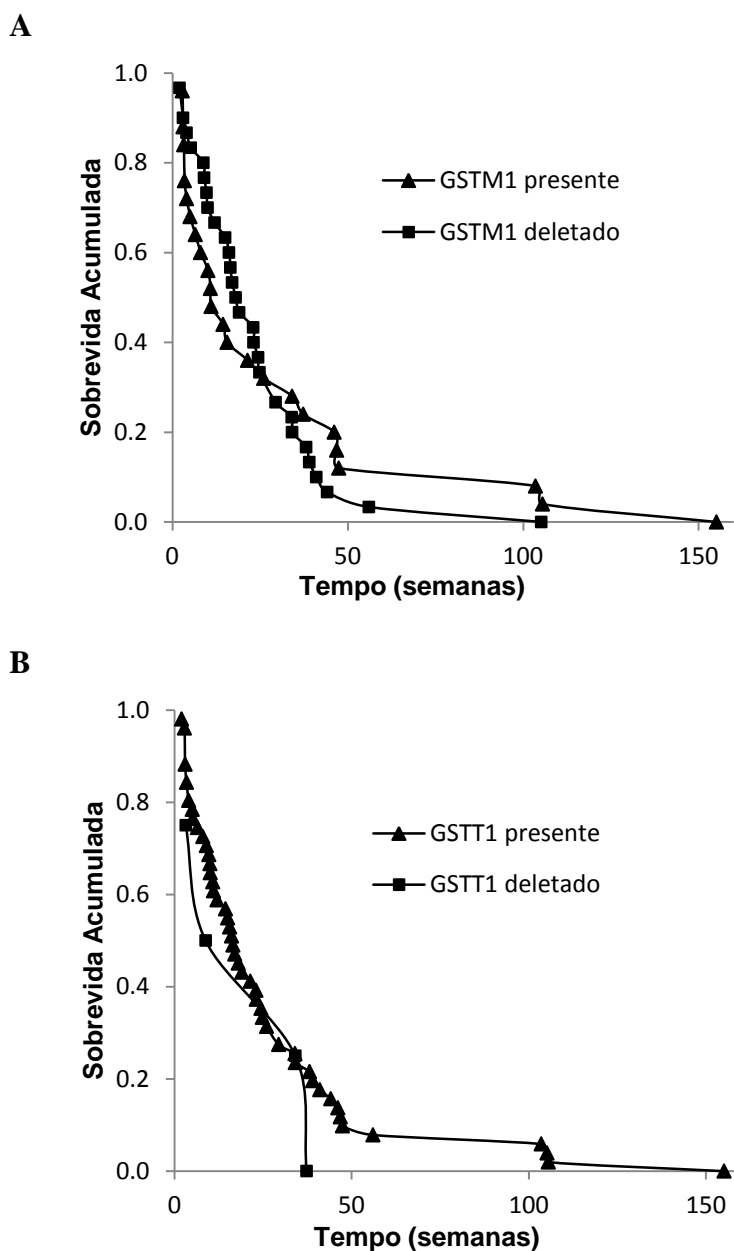 A
1.0
0.8
0.6
0.4
0.2
0.0
Sobrevida Acumulada
GSTM1 presente
GSTM1 deletado
0
50
100
150
Tempo (semanas)
B
1.0
0.8
0.6
0.4
0.2
0.0
Sobrevida Acumulada
GSTT1 presente
GSTT1 deletado
0
50
100
150
Tempo (semanas)